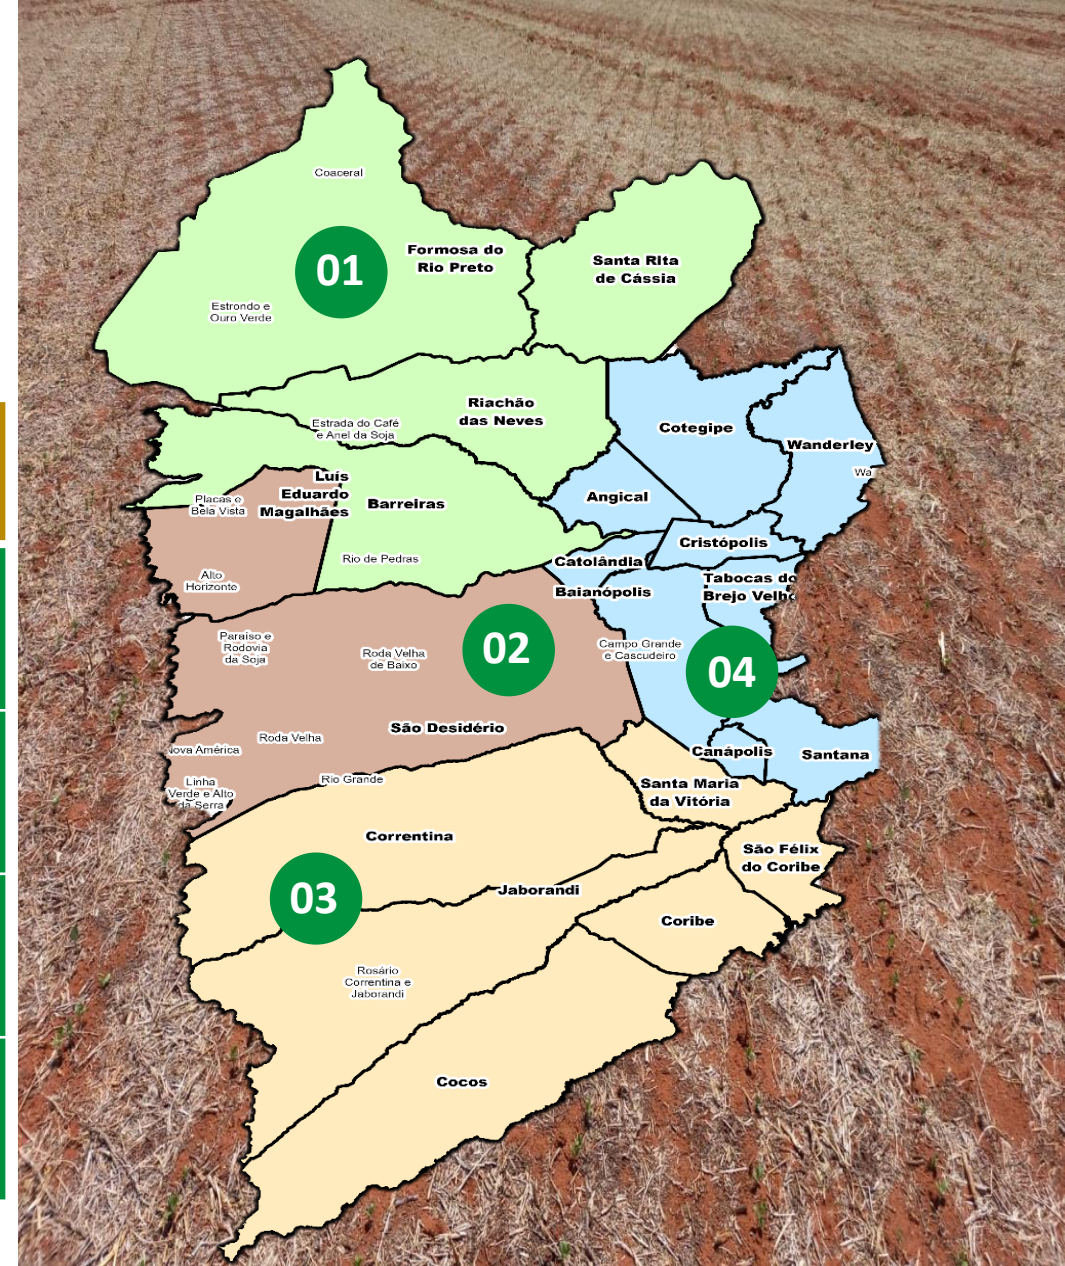 Coaceral
Formosa do
Rio Preto
Santa Rita
de Cássia
01
Estrondo e
Ouro Verde
Riachão
das Neves
Estrada do Café
e Anel da Soja
Cotegipe
Wanderley
Wa
Luís
Eduardo
Magalhães
Barreiras
Angical
Placas e
Bela Vista
Cristópolis
Rio de Pedras
Catolândia
Alto
Horizonte
Baianópolis
Tabocas do
Brejo Velho
Paraíso e
Rodovia
da Soja
Roda Velha
de Baixo
02
Campo Grande
e Cascudeiro
04
São Desidério
Roda Velha
Nova América
Canápolis
Santana
Rio Grande
Linha
Verde e Alto
da Serra
Santa Maria
da Vitória
Correntina
São Félix
do Coribe
03
Jaborandi
Coribe
Rosário
Correntina e
Jaborandi
Cocos